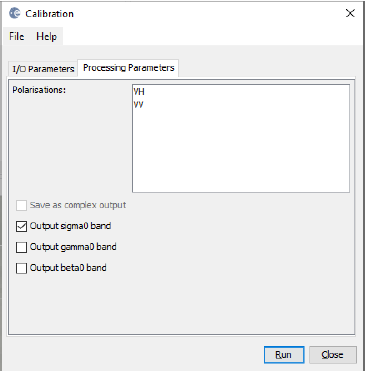 Calibration
File Help
I/O Parameters Processing Parameters
Polarisations:
VH
VV
Save as complex output
Output sigma0 band
Output gamma0 band
Output beta0 band
Run Close